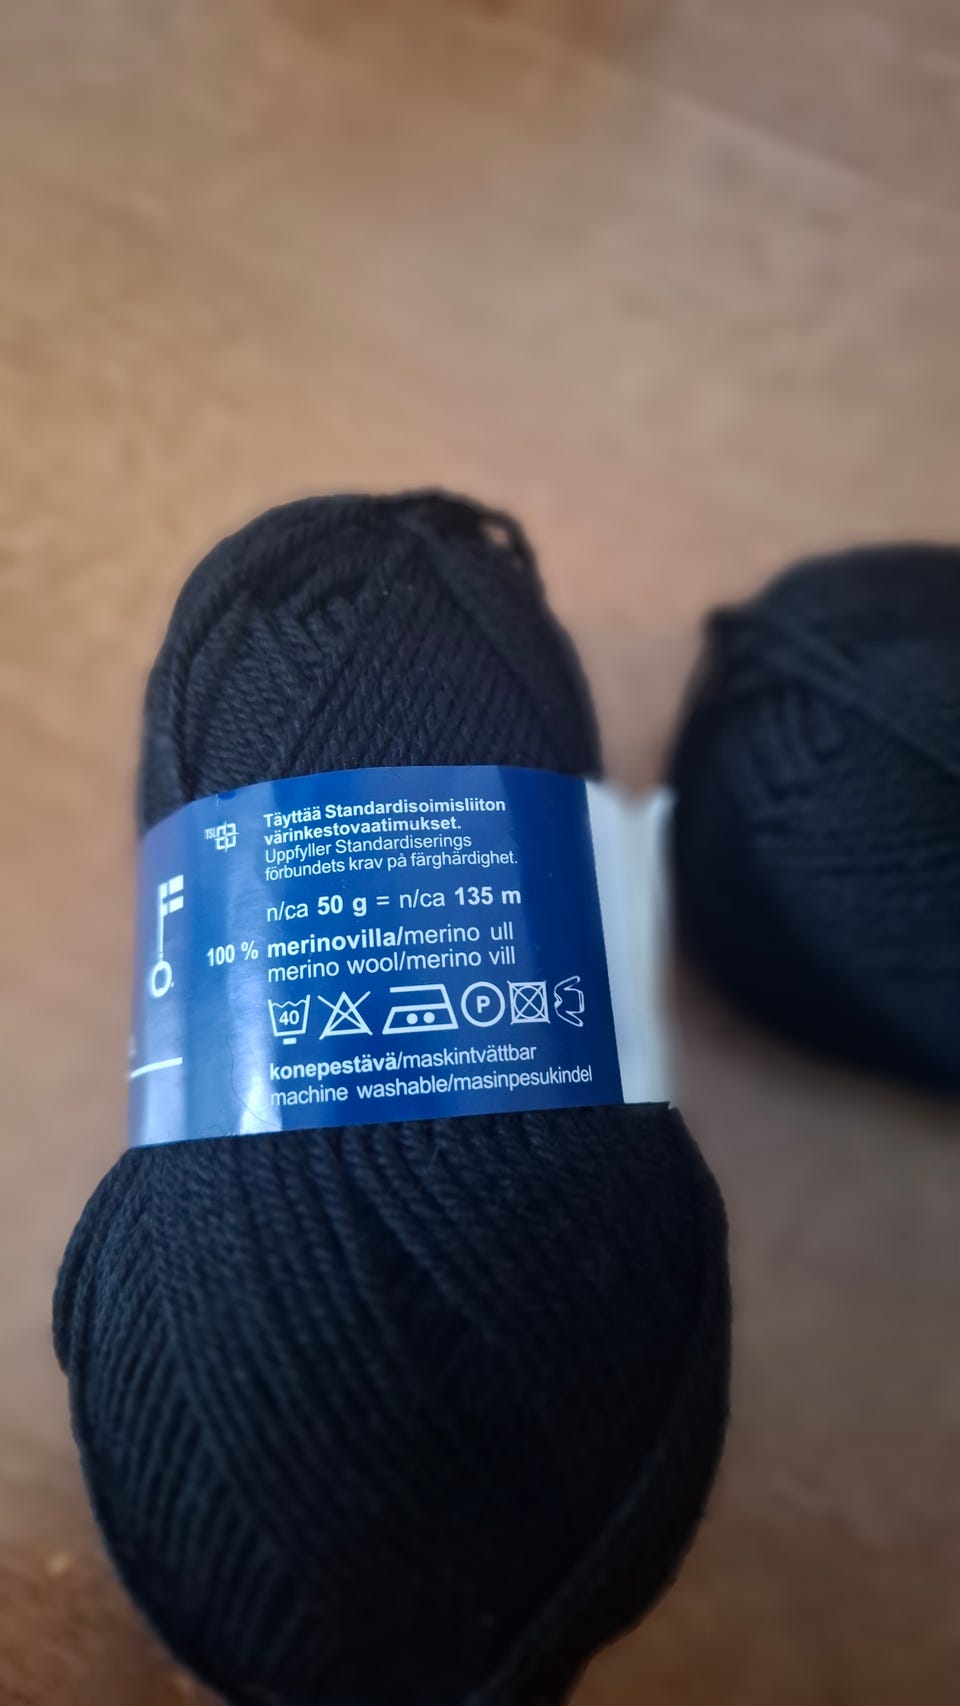 TSL
Täyttää Standardisoimisliiton
värinkestovaatimukset.
Uppfyller Standardiserings
förbundets krav på färghärdighet.
n/ca 50 g = n/ca 135 m
100 % merinovilla/merino ull
merino wool/merino vill
40 P
konepestävä/maskintvättbar
machine washable/masinpesukindel